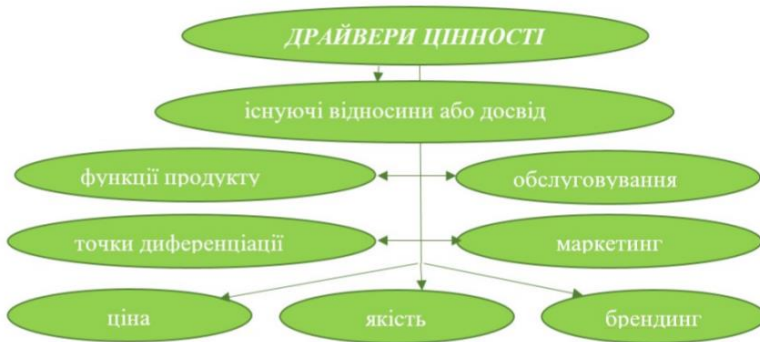 ДРАЙВЕРИ ЦІННОСТІ
існуючі відносини або досвід
функції продукту
обслуговування
точки диференціації
маркетинг
ціна
якість
брендинг